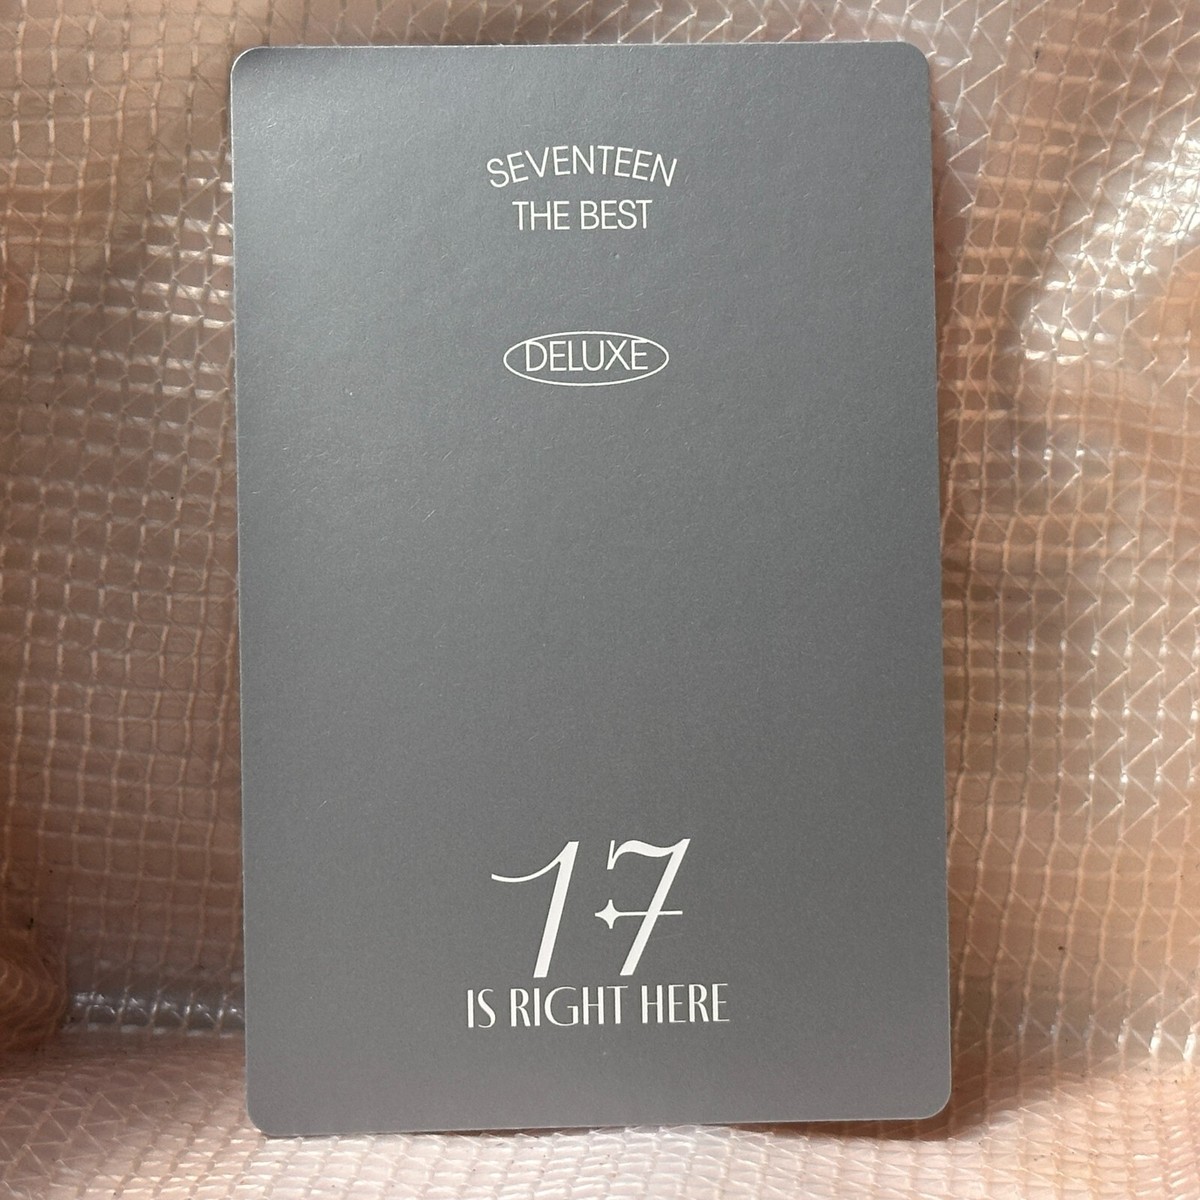 SEVENTEEN
THE BEST
DELUXE
17
IS RIGHT HERE